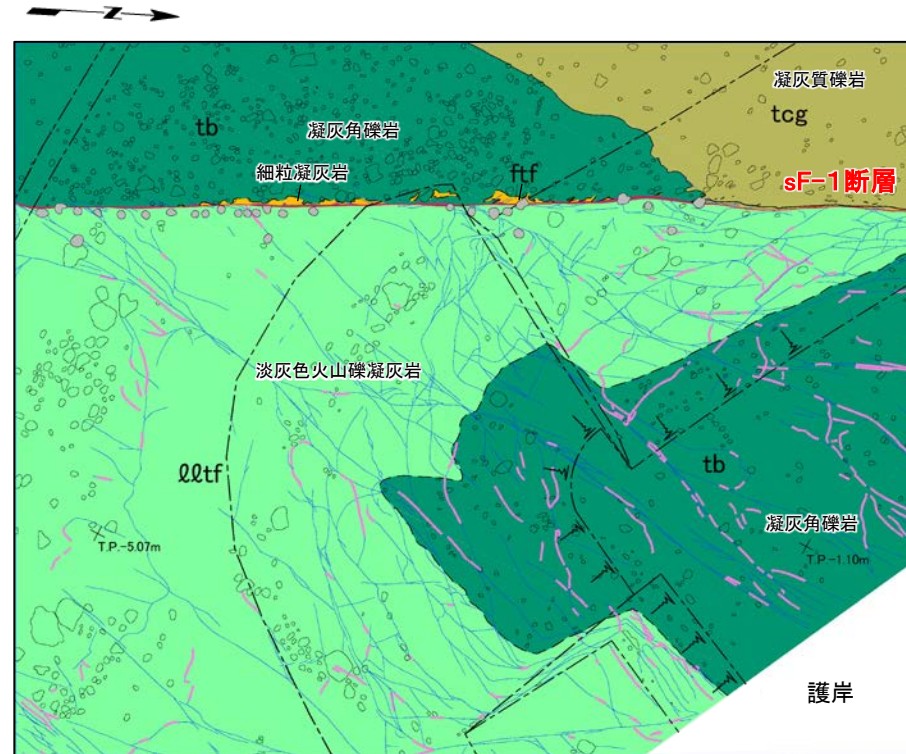 Z
凝灰質礫岩
tcg
tb
凝灰角礫岩
細粒凝灰岩
ftf
sF-1断層
淡灰色火山礫凝灰岩
ℓℓtf
tb
凝灰角礫岩
T.P.-5.07m
T.P.-1.10m
護岸